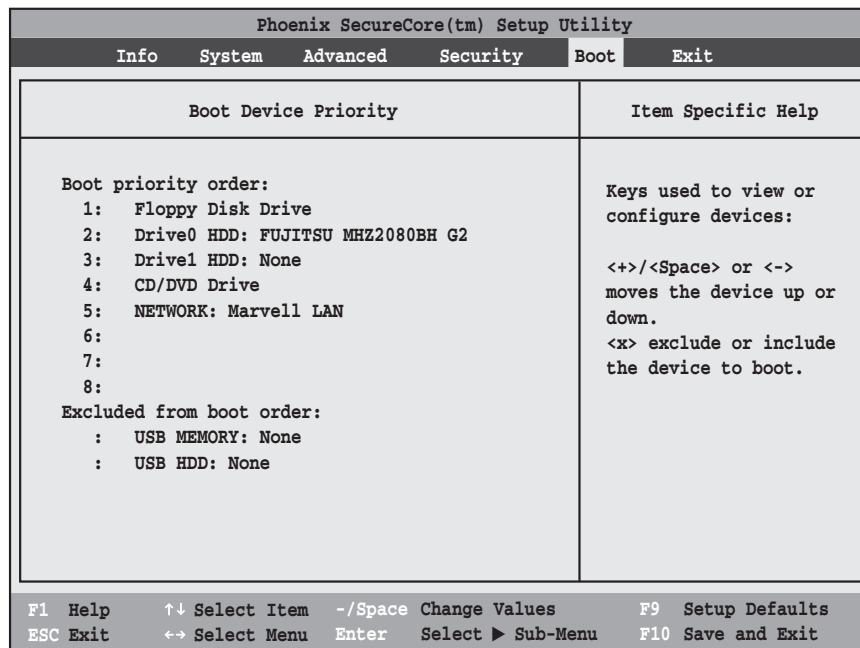 Phoenix SecureCore(tm) Setup Utility
Info System Advanced Security Boot Exit
Boot Device Priority
Boot priority order:
1: Floppy Disk Drive
2: Drive0 HDD: FUJITSU MHZ2080BH G2
3: Drive1 HDD: None
4: CD/DVD Drive
5: NETWORK: Marvell LAN
6:
7:
8:
Excluded from boot order:
: USB MEMORY: None
: USB HDD: None
Item Specific Help
Keys used to view or
configure devices:
<+>/<Space> or <->
moves the device up or
down.
<x> exclude or include
the device to boot.
F1 Help ↑↓ Select Item -/Space Change Values F9 Setup Defaults
ESC Exit ←→ Select Menu Enter Select ▶ Sub-Menu F10 Save and Exit